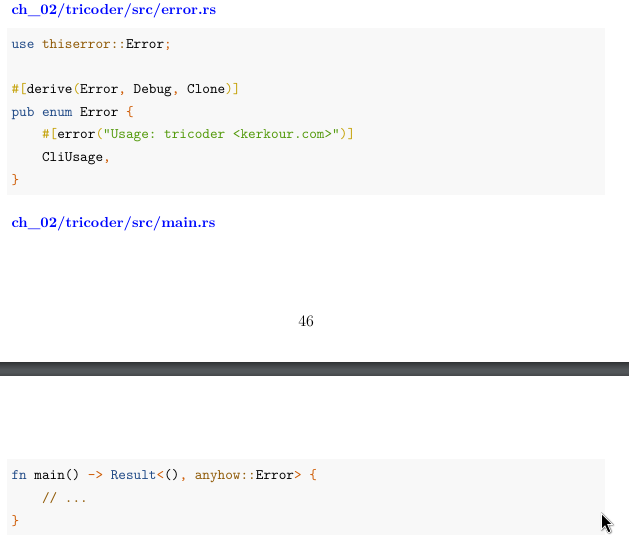 ch_02/tricoder/src/error.rs
use thiserror::Error;
#[derive(Error, Debug, Clone)]
pub enum Error {
#[error("Usage: tricoder <kerkour.com>")]
CliUsage,
}
ch_02/tricoder/src/main.rs
46
fn main() -> Result<(), anyhow::Error> {
// ...
}